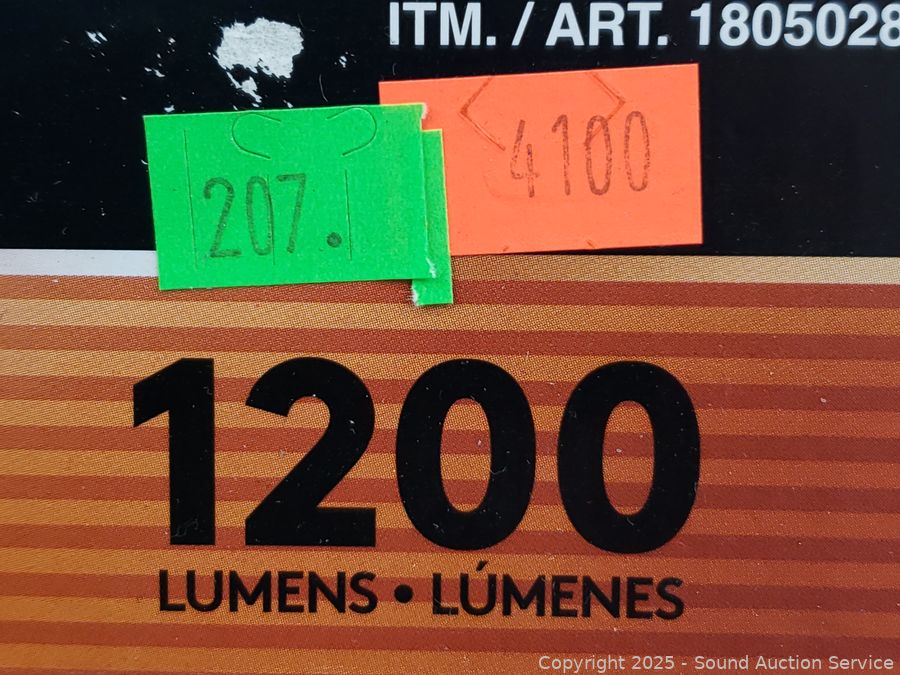 ITM. / ART. 1805028
4100
207.
1200
LUMENS • LÚMENES
Copyright 2025 - Sound Auction Service